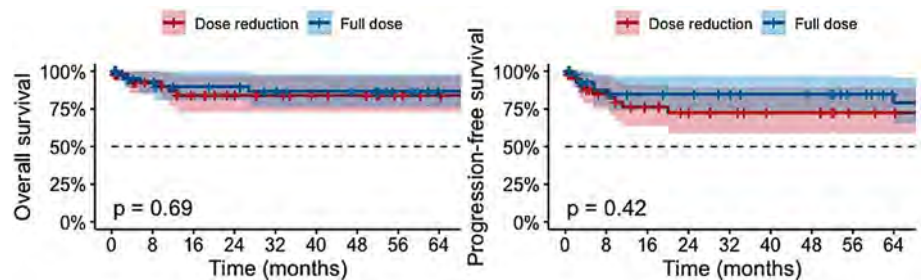 Dose reduction Full dose
Overall survival
100%
75%
50%
25%
0%
p = 0.69
0 8 16 24 32 40 48 56 64
Time (months)
Dose reduction Full dose
Progression-free survival
100%
75%
50%
25%
0%
p = 0.42
0 8 16 24 32 40 48 56 64
Time (months)